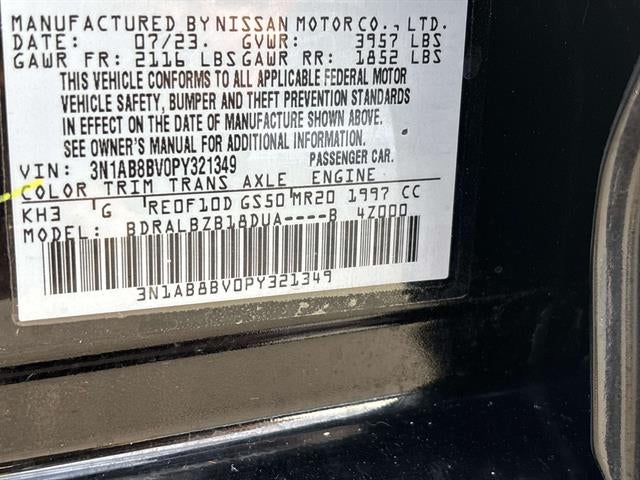 MANUFACTURED BY NISSAN MOTOR CO., LTD.
DATE: 07/23. GVWR: 3957 LBS
GAWR FR: 2116 LBS GAWR RR: 1852 LBS
THIS VEHICLE CONFORMS TO ALL APPLICABLE FEDERAL MOTOR
VEHICLE SAFETY, BUMPER AND THEFT PREVENTION STANDARDS
IN EFFECT ON THE DATE OF MANUFACTURE SHOWN ABOVE.
SEE OWNER'S MANUAL FOR ADDITIONAL INFORMATION.
VIN: 3N1AB8BV0PY321349 PASSENGER CAR.
COLOR TRIM TRANS AXLE ENGINE
KH3 G RE0F10D GS50 MR20 1997 CC
MODEL: BDRALBZB18DUA----B 4Z000
3N1AB8BV0PY321349